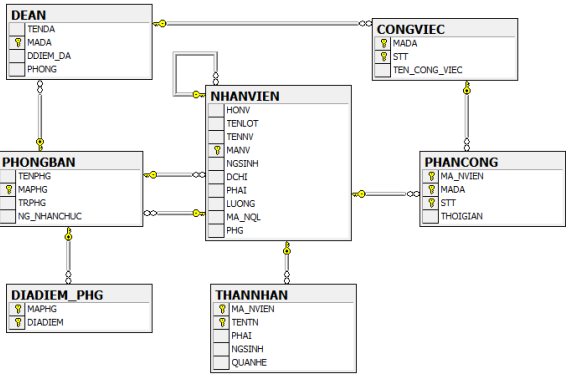 DEAN
TENDA
MADA
DDIEM_DA
PHONG
CONGVIEC
MADA
STT
TEN_CONG_VIEC
NHANVIEN
HONV
TENLOT
TENNV
MANV
NGSINH
DCHI
PHAI
LUONG
MA_NQL
PHG
PHONGBAN
TENPHG
MAPHG
TRPHG
NG_NHANCHUC
PHANCONG
MA_NVIEN
MADA
STT
THOIGIAN
DIADIEM_PHG
MAPHG
DIADIEM
THANNHAN
MA_NVIEN
TENTN
PHAI
NGSINH
QUANHE